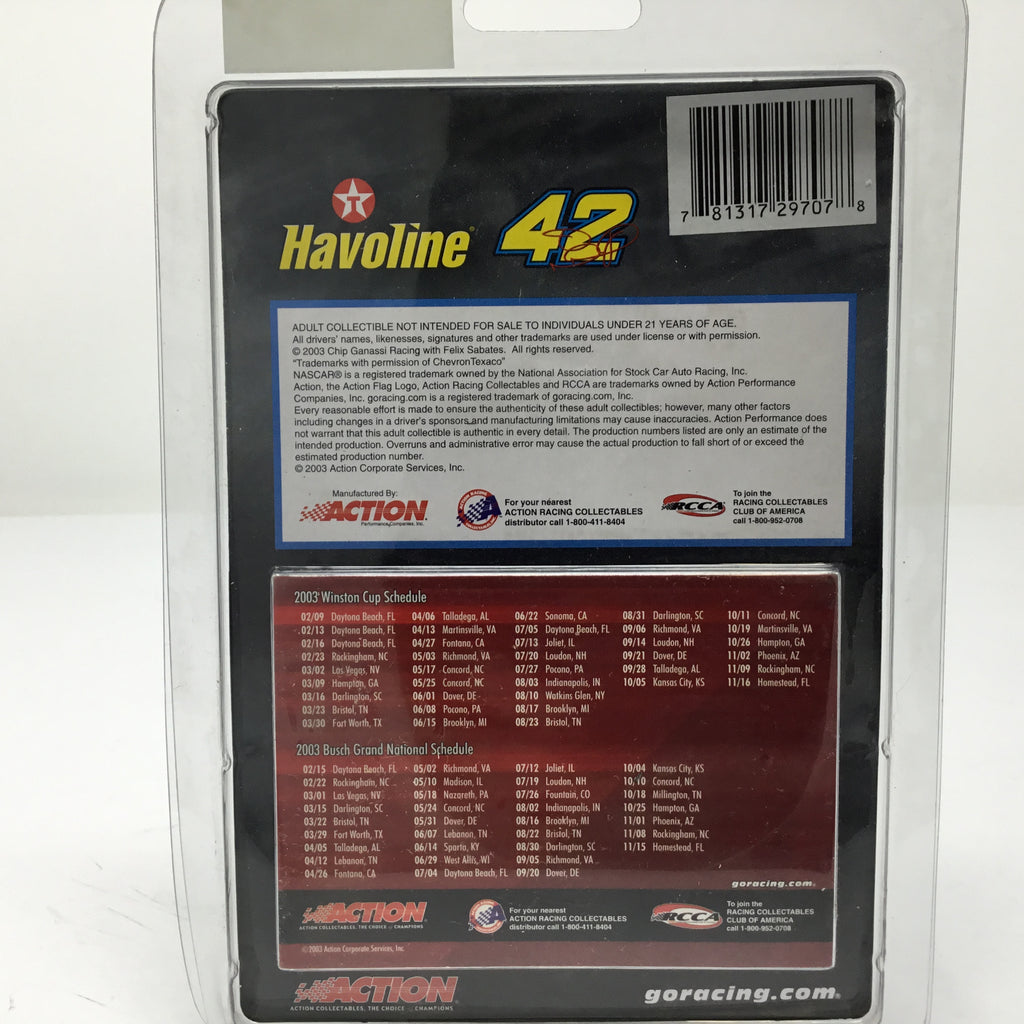 7 81317 29707 8
T
Havoline 42
ADULT COLLECTIBLE NOT INTENDED FOR SALE TO INDIVIDUALS UNDER 21 YEARS OF AGE.
All drivers' names, likenesses, signatures and other trademarks are used under license or with permission.
© 2003 Chip Ganassi Racing with Felix Sabates. All rights reserved.
"Trademarks with permission of ChevronTexaco"
NASCAR® is a registered trademark owned by the National Association for Stock Car Auto Racing, Inc.
Action, the Action Flag Logo, Action Racing Collectables and RCCA are trademarks owned by Action Performance
Companies, Inc. goracing.com is a registered trademark of goracing.com, Inc.
Every reasonable effort is made to ensure the authenticity of these adult collectibles; however, many other factors
including changes in a driver's sponsors and manufacturing limitations may cause inaccuracies. Action Performance does
not warrant that this adult collectible is authentic in every detail. The production numbers listed are only an estimate of the
intended production. Overruns and administrative error may cause the actual production to fall short of or exceed the
estimated production number.
© 2003 Action Corporate Services, Inc.
Manufactured By:
ACTION
Performance Companies, Inc.
For your nearest
ACTION RACING COLLECTABLES
distributor call 1-800-411-8404
RCCA
To join the
RACING COLLECTABLES
CLUB OF AMERICA
call 1-800-952-0708
2003 Winston Cup Schedule
02/09 Daytona Beach, FL 04/06 Talladega, AL 06/22 Sonoma, CA 08/31 Darlington, SC 10/11 Concord, NC
02/13 Daytona Beach, FL 04/13 Martinsville, VA 07/05 Daytona Beach, FL 09/06 Richmond, VA 10/19 Martinsville, VA
02/16 Daytona Beach, FL 04/27 Fontana, CA 07/13 Joliet, IL 09/14 Loudon, NH 10/26 Hampton, GA
02/23 Rockingham, NC 05/03 Richmond, VA 07/20 Loudon, NH 09/21 Dover, DE 11/02 Phoenix, AZ
03/02 Las Vegas, NV 05/17 Concord, NC 07/27 Pocono, PA 09/28 Talladega, AL 11/09 Rockingham, NC
03/09 Hampton, GA 05/25 Concord, NC 08/03 Indianapolis, IN 10/05 Kansas City, KS 11/16 Homestead, FL
03/16 Darlington, SC 06/01 Dover, DE 08/10 Watkins Glen, NY
03/23 Bristol, TN 06/08 Pocono, PA 08/17 Brooklyn, MI
03/30 Fort Worth, TX 06/15 Brooklyn, MI 08/23 Bristol, TN
2003 Busch Grand National Schedule
02/15 Daytona Beach, FL 05/02 Richmond, VA 07/12 Joliet, IL 10/04 Kansas City, KS
02/22 Rockingham, NC 05/10 Madison, IL 07/19 Loudon, NH 10/10 Concord, NC
03/01 Las Vegas, NV 05/18 Nazareth, PA 07/26 Fountain, CO 10/18 Millington, TN
03/15 Darlington, SC 05/24 Concord, NC 08/02 Indianapolis, IN 10/25 Hampton, GA
03/22 Bristol, TN 05/31 Dover, DE 08/16 Brooklyn, MI 11/01 Phoenix, AZ
03/29 Fort Worth, TX 06/07 Lebanon, TN 08/22 Bristol, TN 11/08 Rockingham, NC
04/05 Talladega, AL 06/14 Sparta, KY 08/30 Darlington, SC 11/15 Homestead, FL
04/12 Lebanon, TN 06/29 West Allis, WI 09/05 Richmond, VA
04/26 Fontana, CA 07/04 Daytona Beach, FL 09/20 Dover, DE
goracing.com
ACTION
ACTION COLLECTABLES. THE CHOICE of CHAMPIONS
For your nearest
ACTION RACING COLLECTABLES
distributor call 1-800-411-8404
RCCA
To join the
RACING COLLECTABLES
CLUB OF AMERICA
call 1-800-952-0708
©2003 Action Corporate Services, Inc.
ACTION
ACTION COLLECTABLES. THE CHOICE of CHAMPIONS
goracing.com